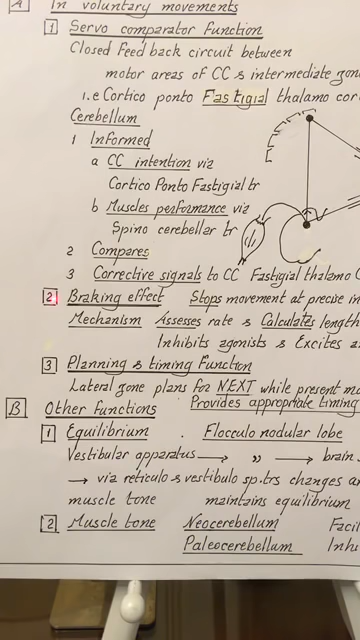 A In voluntary movements
1 Servo comparator function
Closed feed back circuit between
motor areas of CC & intermediate
i.e Cortico ponto Fastigial thalamo
Cerebellum
1 Informed
a CC intention via
Cortico Ponto Fastigial tr
b Muscles performance via
Spino cerebellar tr
2 Compares
3 Corrective signals to CC Fastigial thalamo
2 Braking effect Stops movement at precise
Mechanism Assesses rate & Calculates length
Inhibits agonists & Excites
3 Planning & timing function
Lateral zone plans for NEXT while present
Provides appropriate timing
B Other functions
1 Equilibrium . Flocculo nodular lobe
Vestibular apparatus → ,, → brain
→ via reticulo & vestibulo sp.trs changes
muscle tone maintains equilibrium
2 Muscle tone Neocerebellum
Paleocerebellum